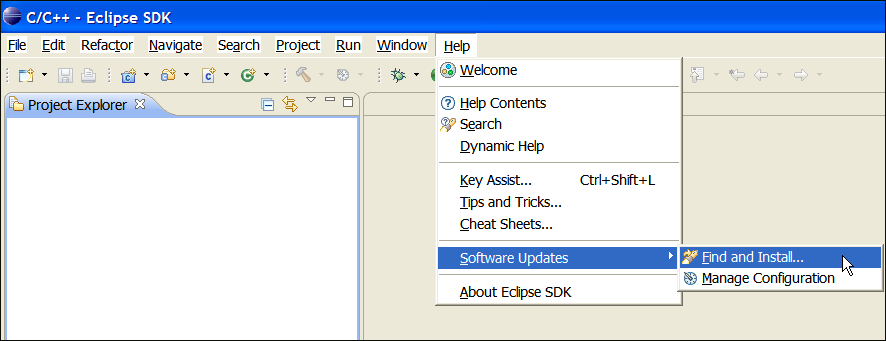 C/C++ - Eclipse SDK
File Edit Refactor Navigate Search Project Run Window Help
Project Explorer
Welcome
Help Contents
Search
Dynamic Help
Key Assist... Ctrl+Shift+L
Tips and Tricks...
Cheat Sheets...
Software Updates
Find and Install...
Manage Configuration
About Eclipse SDK